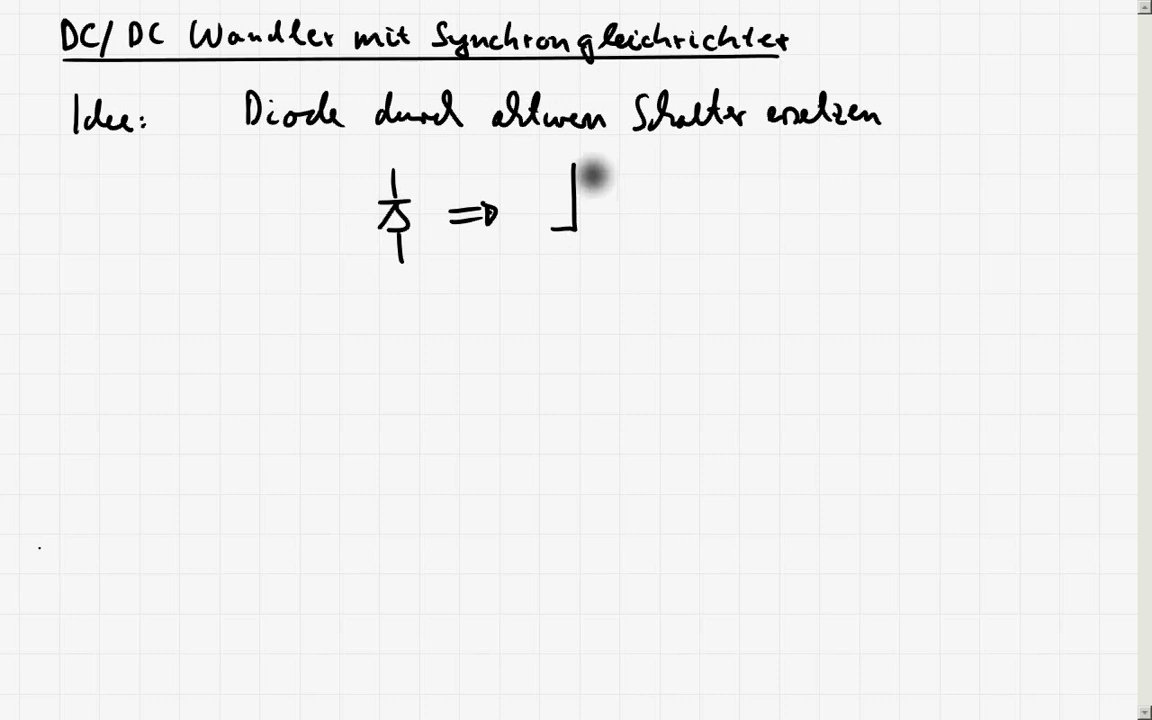 DC/DC Wandler mit Synchrongleichrichter
Idee: Diode durch aktiven Schalter ersetzen